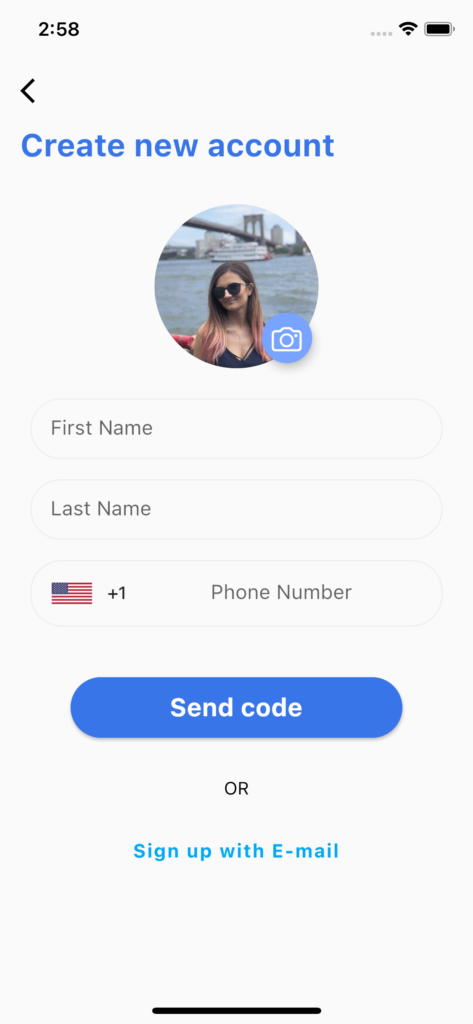 2:58
Create new account
First Name
Last Name
+1 Phone Number
Send code
OR
Sign up with E-mail